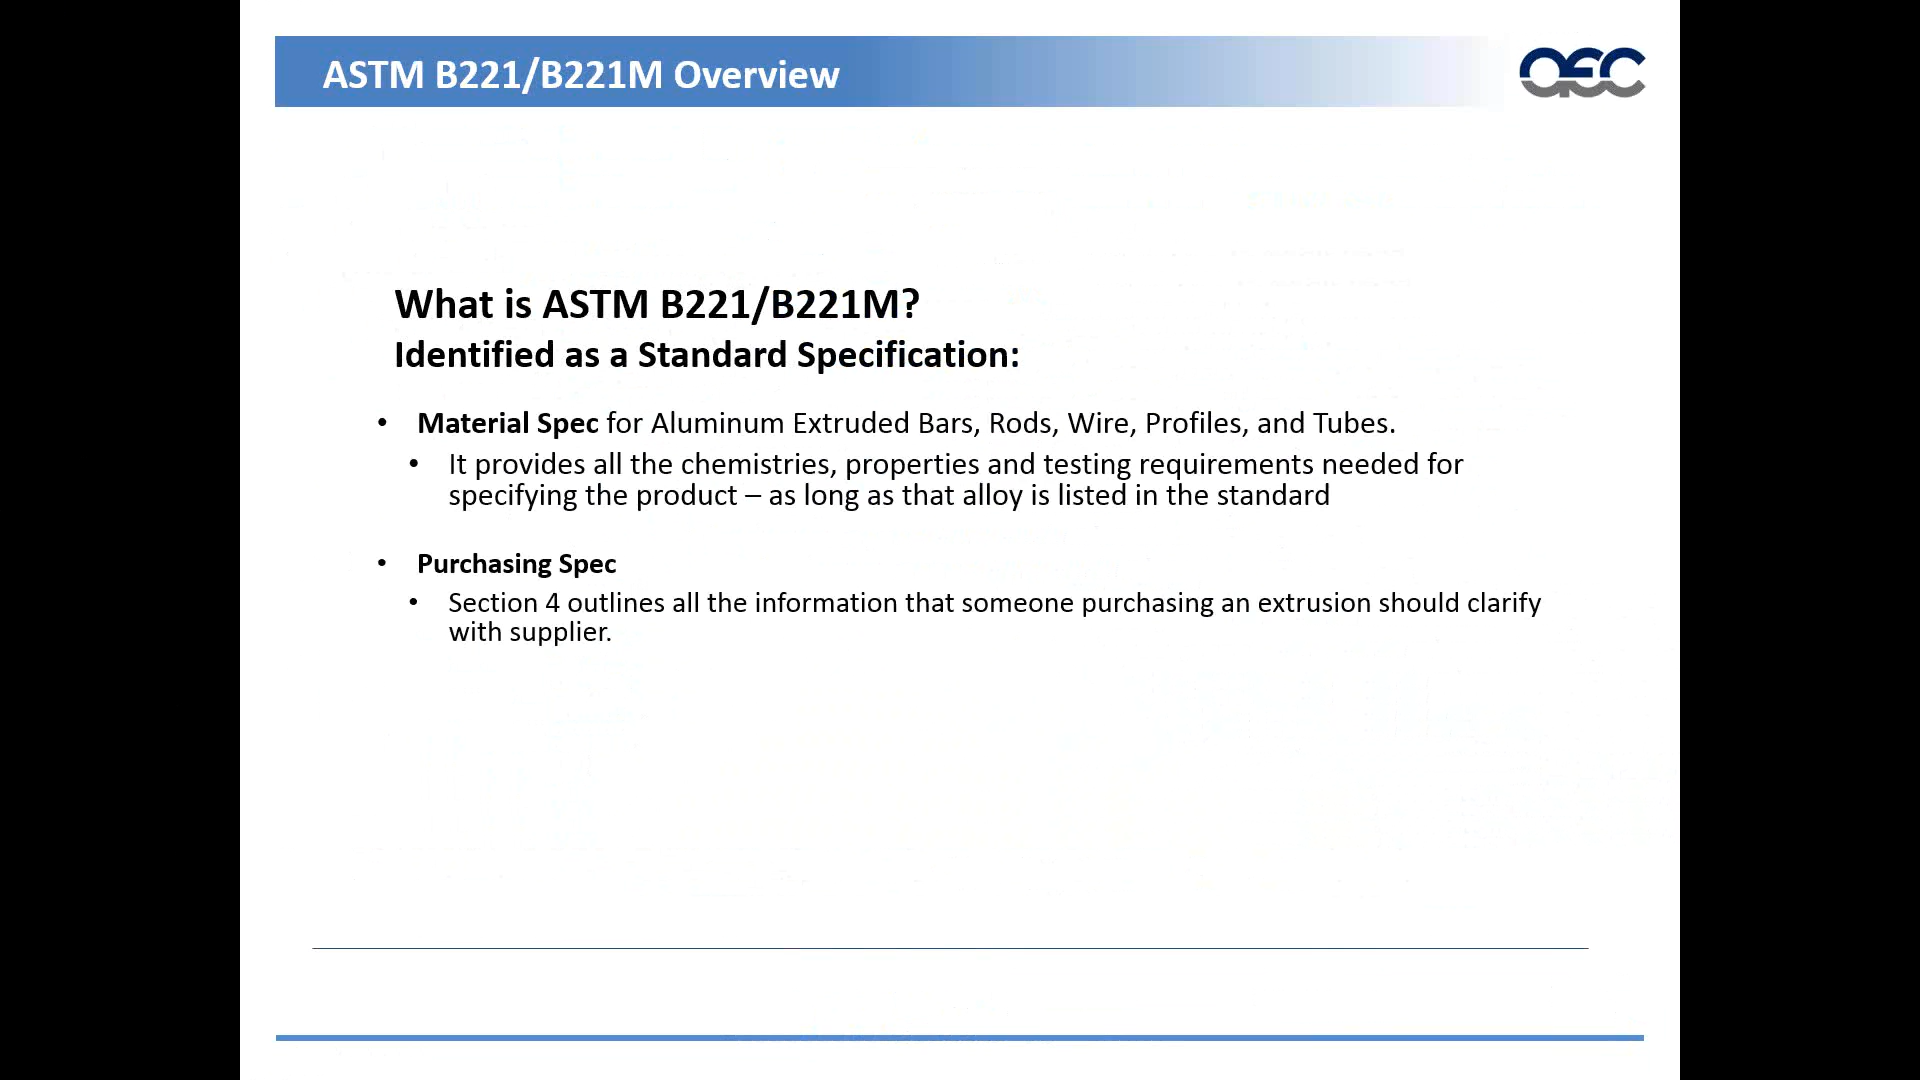 ASTM B221/B221M Overview
AEC
What is ASTM B221/B221M?
Identified as a Standard Specification:
• Material Spec for Aluminum Extruded Bars, Rods, Wire, Profiles, and Tubes.
• It provides all the chemistries, properties and testing requirements needed for
specifying the product – as long as that alloy is listed in the standard
• Purchasing Spec
• Section 4 outlines all the information that someone purchasing an extrusion should clarify
with supplier.